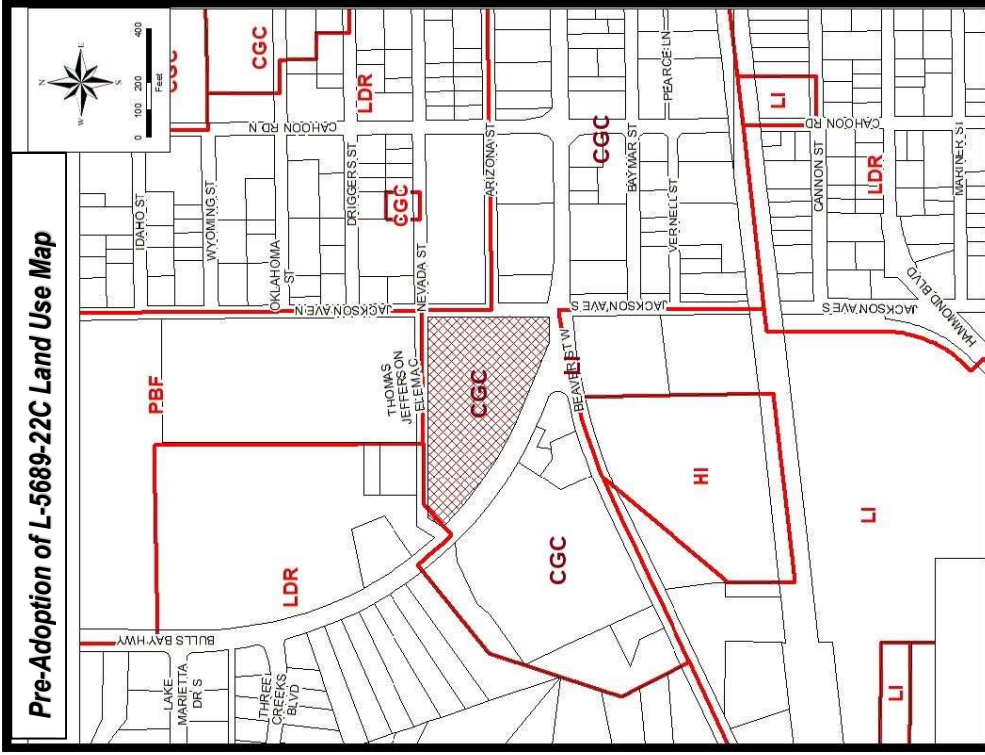 Pre-Adoption of L-5689-22C Land Use Map
N
W
E
S
0
100
200
400
Feet
CGC
CGC
LDR
CAHOON RD N
IDAHO ST
WYOMING ST
OKLAHOMA
ST
DRIGGERS ST
CGC
NEVADA ST
ARIZONA ST
JACKSON AVE N
PBF
THOMAS
JEFFERSON
ELEM AC
CGC
CGC
PEARCE LN
BAYMAR ST
VERNELL ST
JACKSON AVE S
BEAVER ST W
LI
LI
CAHOON RD
CANNON ST
LDR
MARINER ST
JACKSON AVE S
HAMMOND BLVD
LDR
BULLS BAY HWY
LAKE
MARIETTA
DR S
THREE
CREEKS
BLVD
CGC
HI
LI
LI